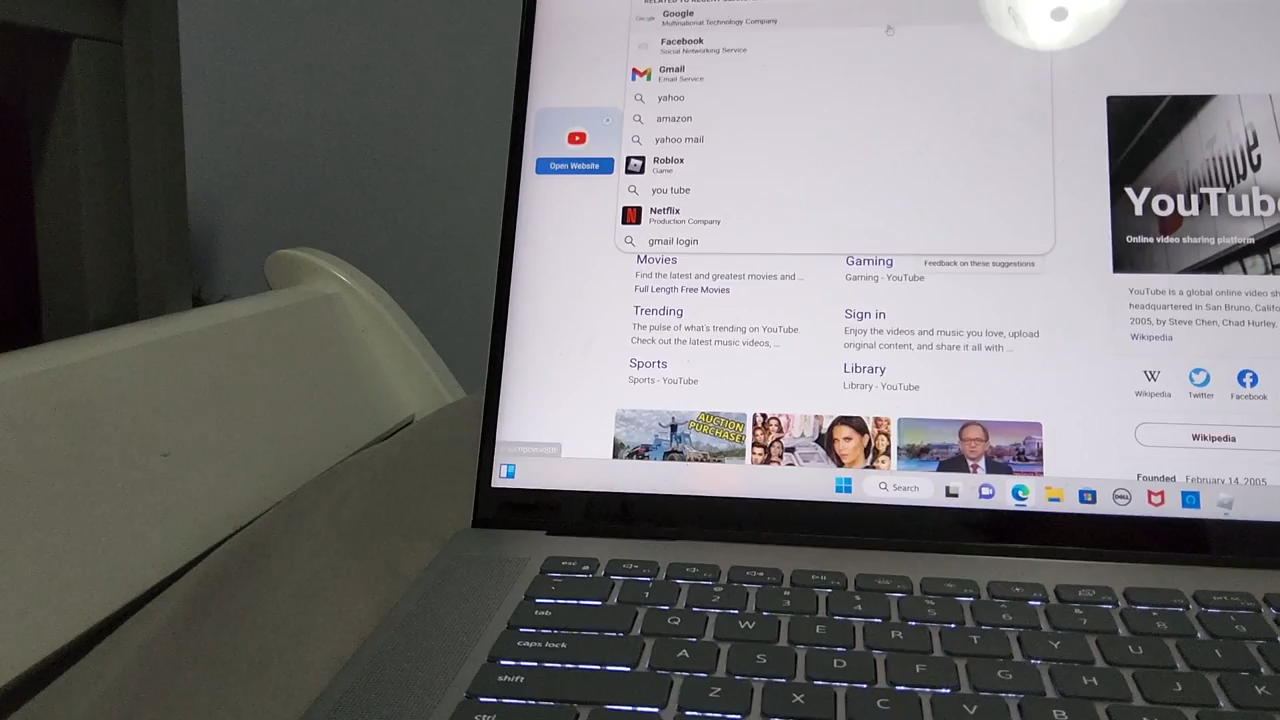 Google
Multinational Technology Company
Facebook
Social Networking Service
Gmail
Email Service
yahoo
amazon
yahoo mail
Roblox
Game
you tube
Netflix
Production Company
gmail login
Open Website
Movies
Find the latest and greatest movies and ...
Full Length Free Movies
Trending
The pulse of what's trending on YouTube.
Check out the latest music videos, ...
Sports
Sports - YouTube
Gaming
Feedback on these suggestions
Gaming - YouTube
Sign in
Enjoy the videos and music you love, upload
original content, and share it all with ...
Library
Library - YouTube
AUCTION
PURCHASE!
YouTube
YouTube
Online video sharing platform
YouTube is a global online video sh
headquartered in San Bruno, Califo
2005, by Steve Chen, Chad Hurley,
Wikipedia
W
Wikipedia
Twitter
Facebook
Wikipedia
Founded February 14, 2005
Search
DELL
esc
1 2 3 4 5 6 7 8 9
tab Q W E R T Y U I
caps lock A S D F G H J K
shift Z X C V B
ctrl